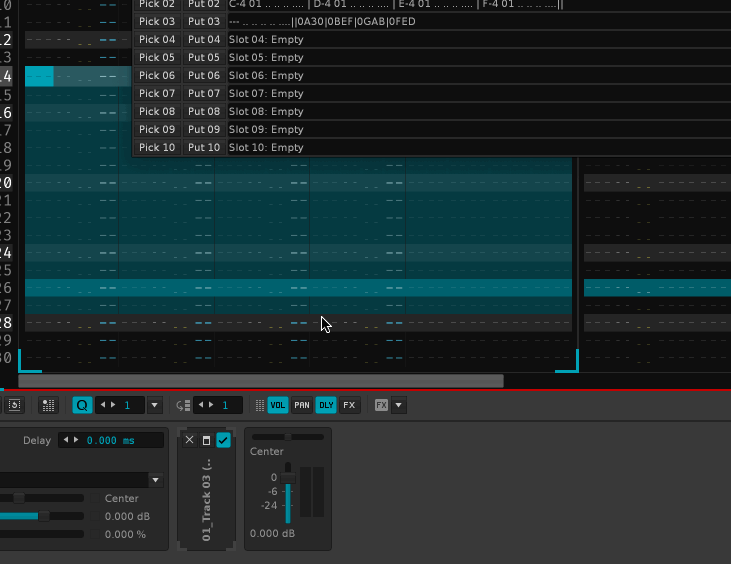 Pick 02 Put 02 C-4 01 .. .. .. .... | D-4 01 .. .. .. .... | E-4 01 .. .. .. .... | F-4 01 .. .. .. ....||
11 Pick 03 Put 03 --- .. .. .. .. ....||0A30|0BEF|0GAB|0FED
12 Pick 04 Put 04 Slot 04: Empty
13 Pick 05 Put 05 Slot 05: Empty
14 Pick 06 Put 06 Slot 06: Empty
15 Pick 07 Put 07 Slot 07: Empty
16 Pick 08 Put 08 Slot 08: Empty
17 Pick 09 Put 09 Slot 09: Empty
18 Pick 10 Put 10 Slot 10: Empty
19
20
21
22
23
24
25
26
27
28
29
30
Q 1 1 VOL PAN DLY FX FX
Delay 0.000 ms
Center
0.000 dB
0.000 %
01_Track 03 (..
Center
0
-6
-24
0.000 dB